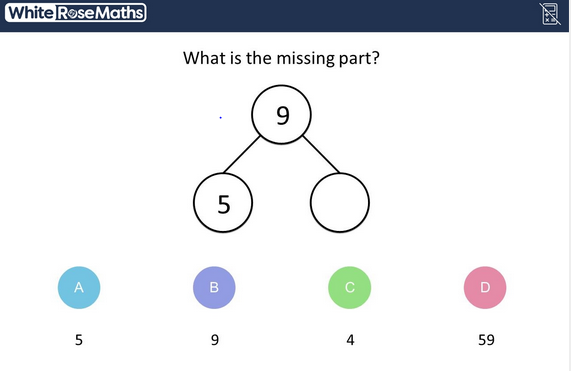 White Rose Maths
What is the missing part?
9
5
A B C D
5 9 4 59